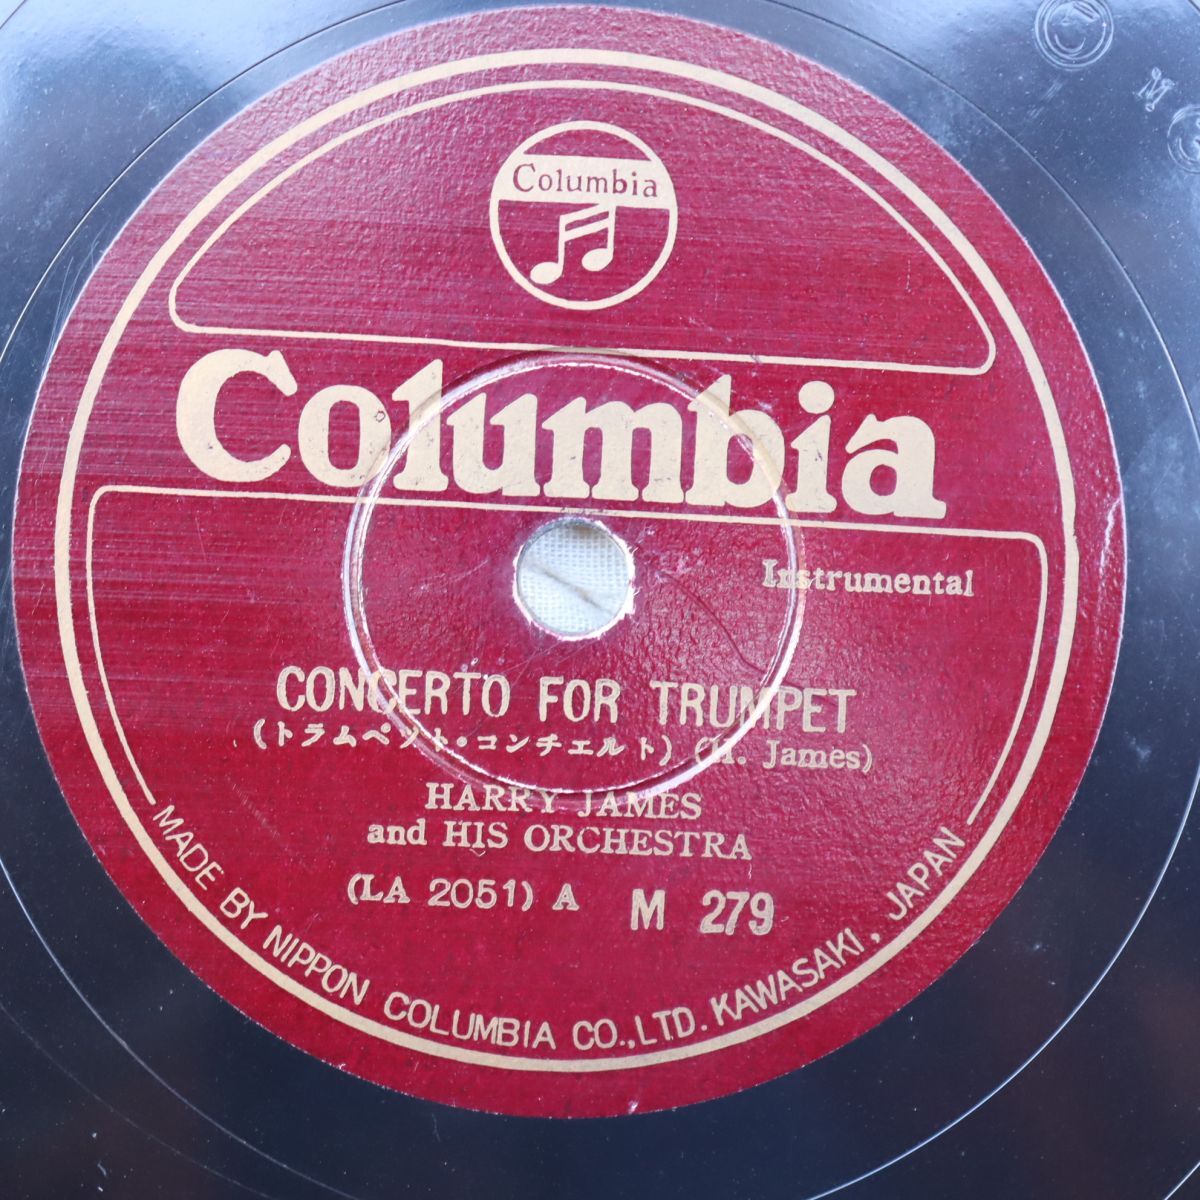 Columbia
Columbia
Instrumental
CONCERTO FOR TRUMPET
(トラムペット・コンチェルト) (H. James)
HARRY JAMES
and HIS ORCHESTRA
(LA 2051) A M 279
MADE BY NIPPON COLUMBIA CO., LTD. KAWASAKI, JAPAN
M